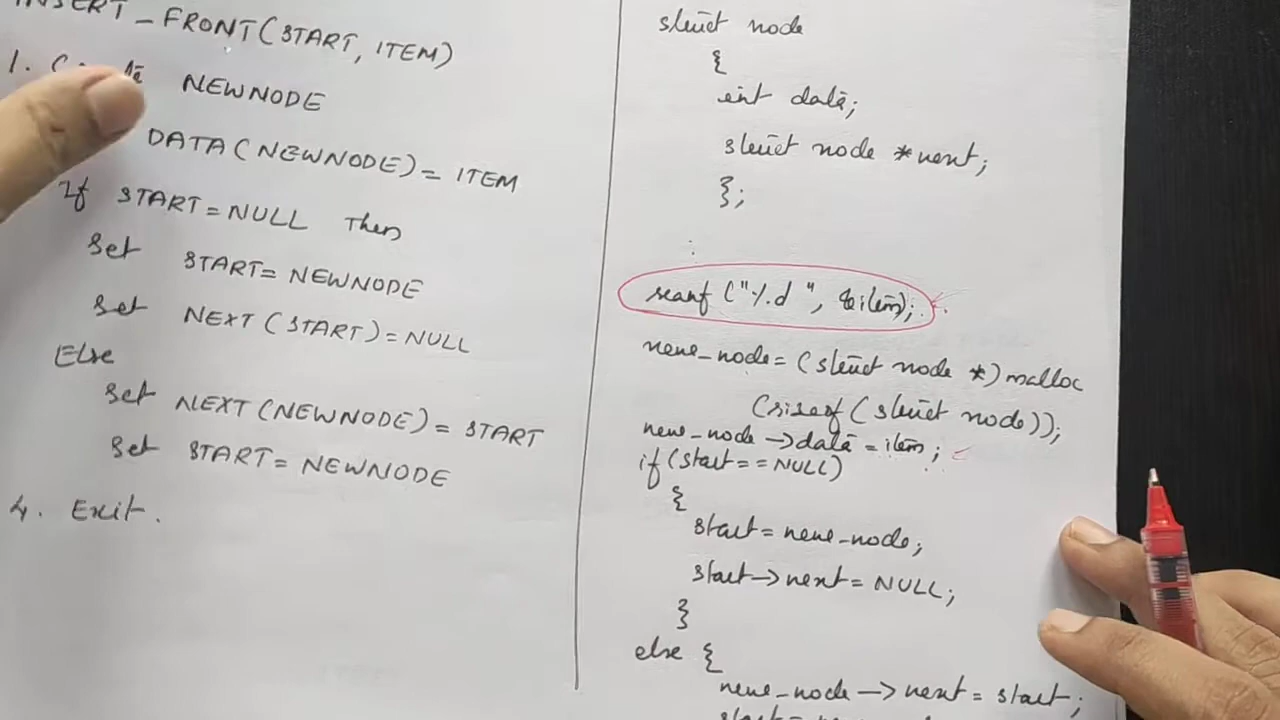 INSERT_FRONT(START, ITEM)
1. NEWNODE
DATA(NEWNODE) = ITEM
If START = NULL Then
Set START = NEWNODE
Set NEXT (START) = NULL
Else
Set NEXT (NEWNODE) = START
Set START = NEWNODE
4. Exit.
struct node
{
int data;
struct node *next;
};
:
scanf ("%d", &item);
new_node = (struct node *) malloc
(sizeof (struct node));
new_node -> data = item;
if (start == NULL)
{
start = new_node;
start -> next = NULL;
}
else {
new_node -> next = start;